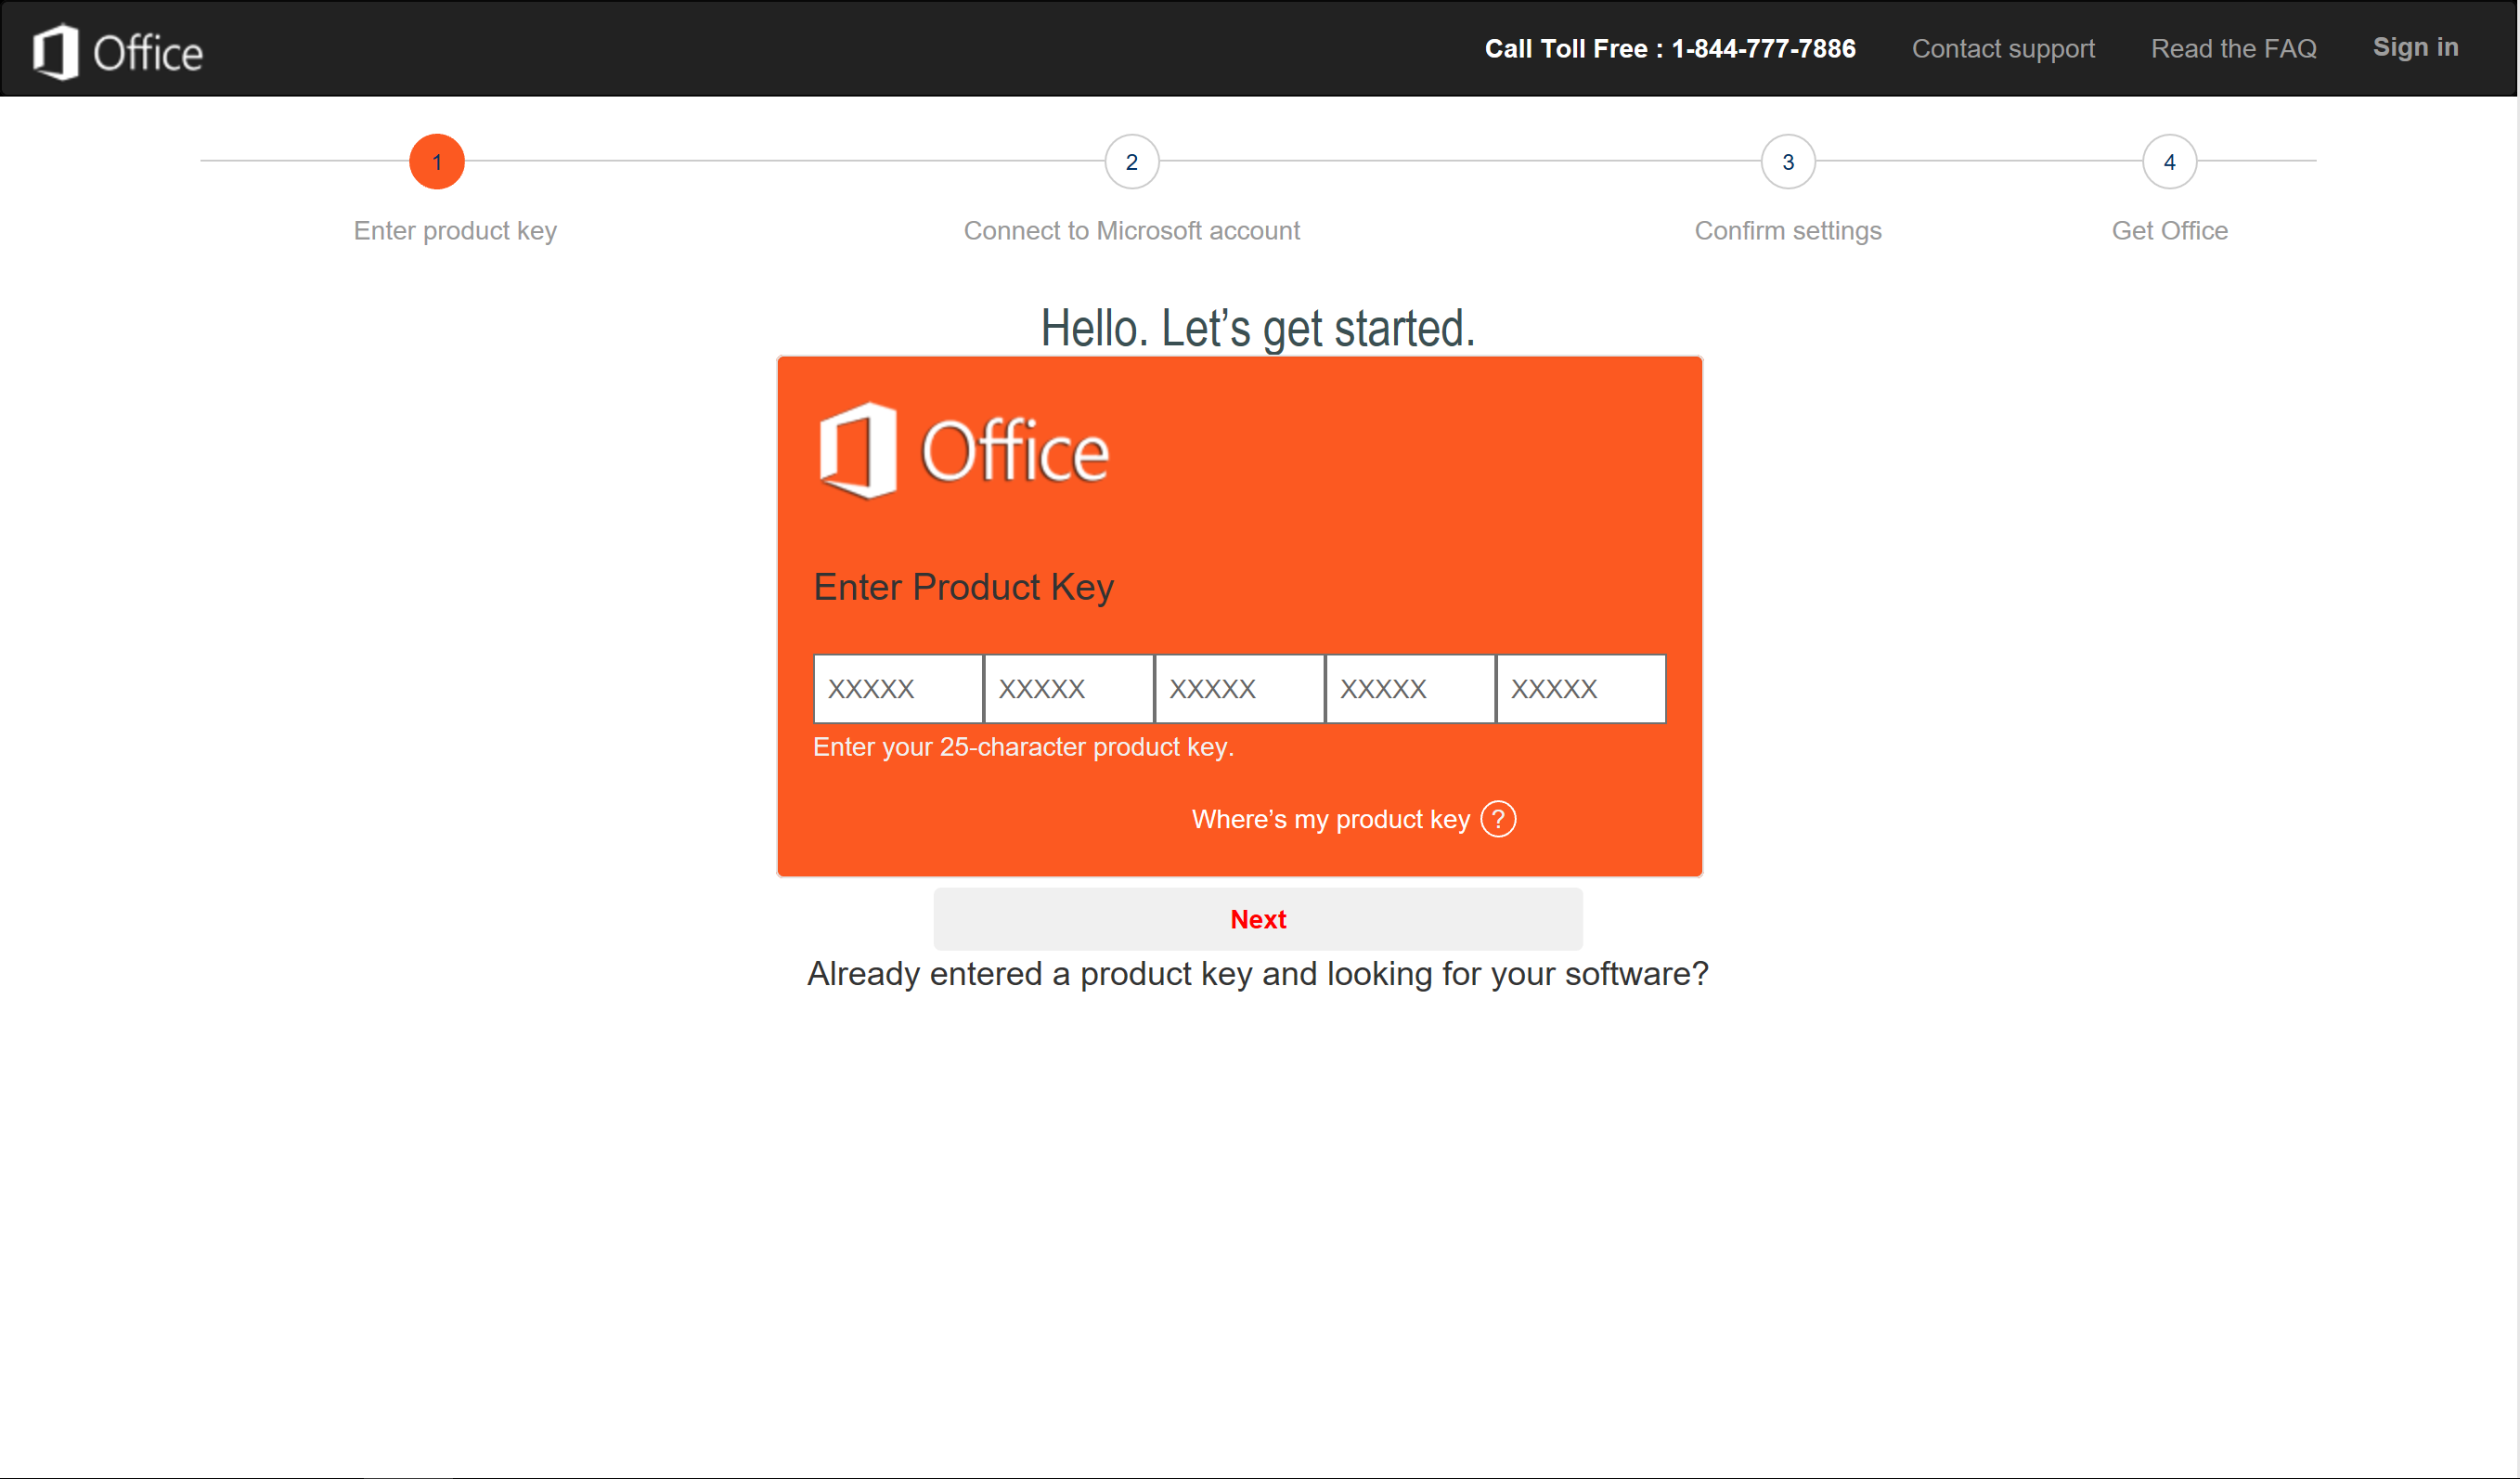 Office
Call Toll Free : 1-844-777-7886
Contact support
Read the FAQ
Sign in
1
2
3
4
Enter product key
Connect to Microsoft account
Confirm settings
Get Office
Hello. Let’s get started.
Office
Enter Product Key
XXXXX XXXXX XXXXX XXXXX XXXXX
Enter your 25-character product key.
Where’s my product key ?
Next
Already entered a product key and looking for your software?